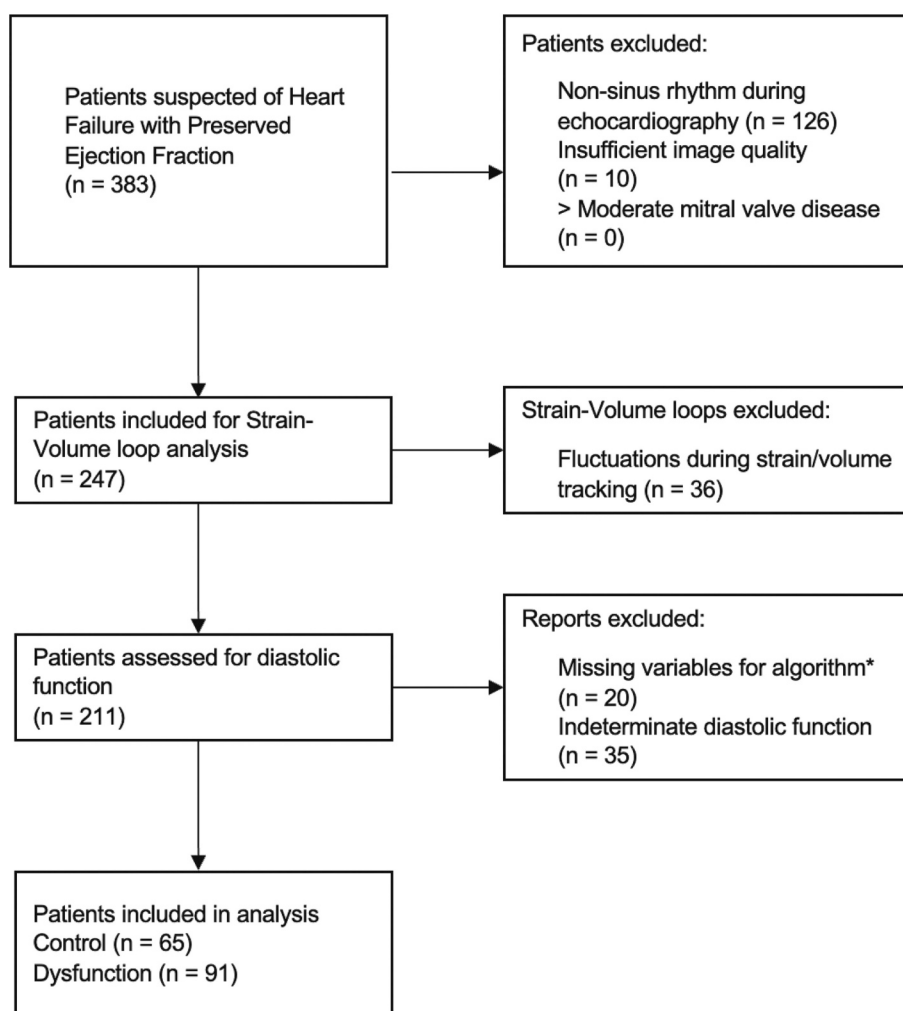 Patients suspected of Heart
Failure with Preserved
Ejection Fraction
(n = 383)
Patients excluded:
Non-sinus rhythm during
echocardiography (n = 126)
Insufficient image quality
(n = 10)
> Moderate mitral valve disease
(n = 0)
Patients included for Strain-
Volume loop analysis
(n = 247)
Strain-Volume loops excluded:
Fluctuations during strain/volume
tracking (n = 36)
Patients assessed for diastolic
function
(n = 211)
Reports excluded:
Missing variables for algorithm*
(n = 20)
Indeterminate diastolic function
(n = 35)
Patients included in analysis
Control (n = 65)
Dysfunction (n = 91)